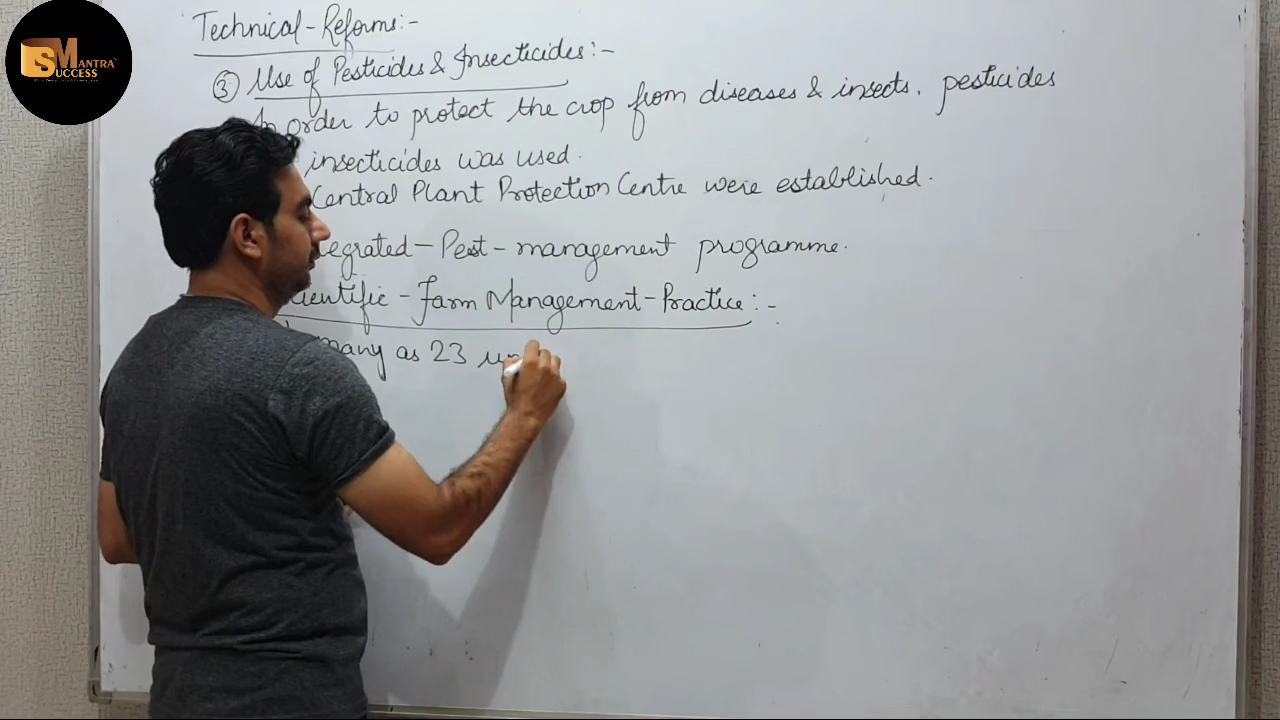 MANTRA
SUCCESS
Technical-Reforms:-
③ Use of Pesticides & Insecticides:-
In order to protect the crop from diseases & insects, pesticides
insecticides was used.
Central Plant Protection Centre were established.
egrated-Pest-management programme.
cientific-Farm Management-Practice:-
many as 23